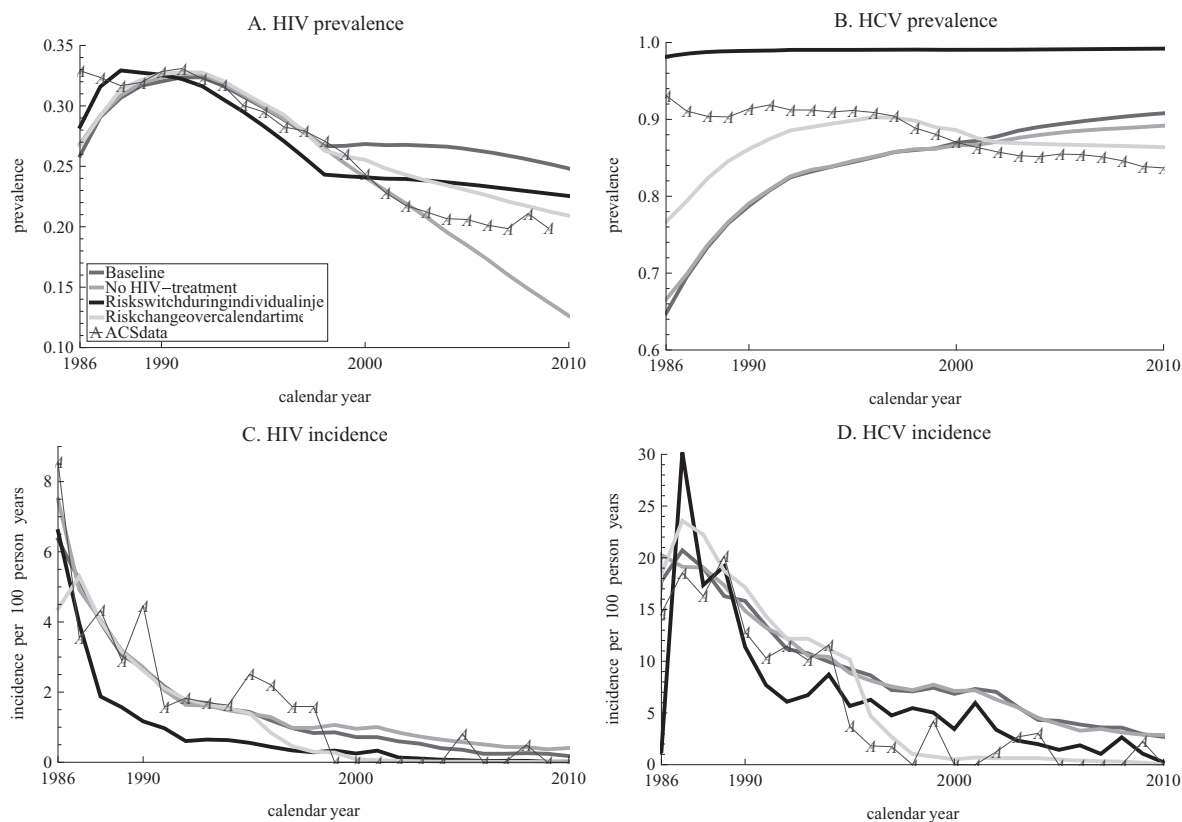 A. HIV prevalence
0.35
0.30
0.25
0.20
0.15
0.10
prevalence
Baseline
No HIV−treatment
Riskswitchduringindividualinje
Riskchangeovercalendartime
ACSdata
1986
1990
2000
2010
calendar year
B. HCV prevalence
1.0
0.9
0.8
0.7
0.6
prevalence
1986
1990
2000
2010
calendar year
C. HIV incidence
8
6
4
2
0
incidence per 100 person years
1986
1990
2000
2010
calendar year
D. HCV incidence
30
25
20
15
10
5
0
incidence per 100 person years
1986
1990
2000
2010
calendar year